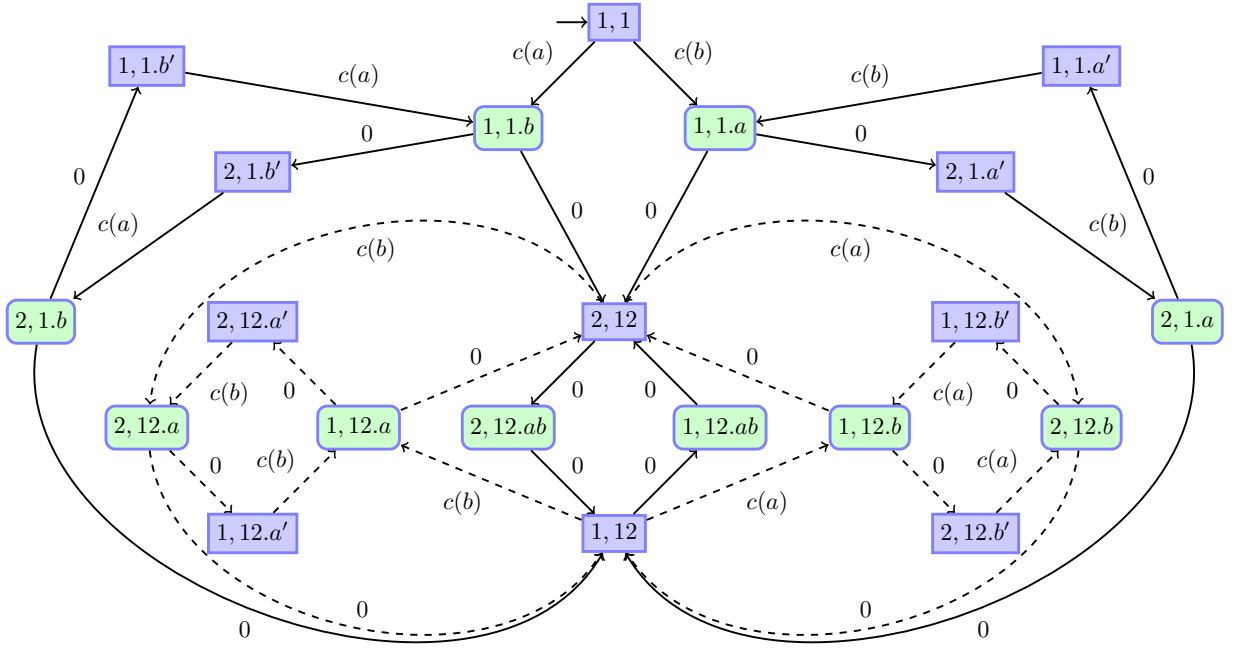 1, 1
c(a) c(b)
1, 1.b′ c(a) c(b) 1, 1.a′
1, 1.b 1, 1.a
0 0
2, 1.b′ 2, 1.a′
0 0
0 0
c(a) c(b)
c(b) c(a)
2, 1.b 2, 12.a′ 2, 12 1, 12.b′ 2, 1.a
0 0
c(b) 0 0 0 c(a) 0
2, 12.a 1, 12.a 2, 12.ab 1, 12.ab 1, 12.b 2, 12.b
0 c(b) 0 0 0 c(a)
c(b) c(a)
1, 12.a′ 1, 12 2, 12.b′
0 0
0 0